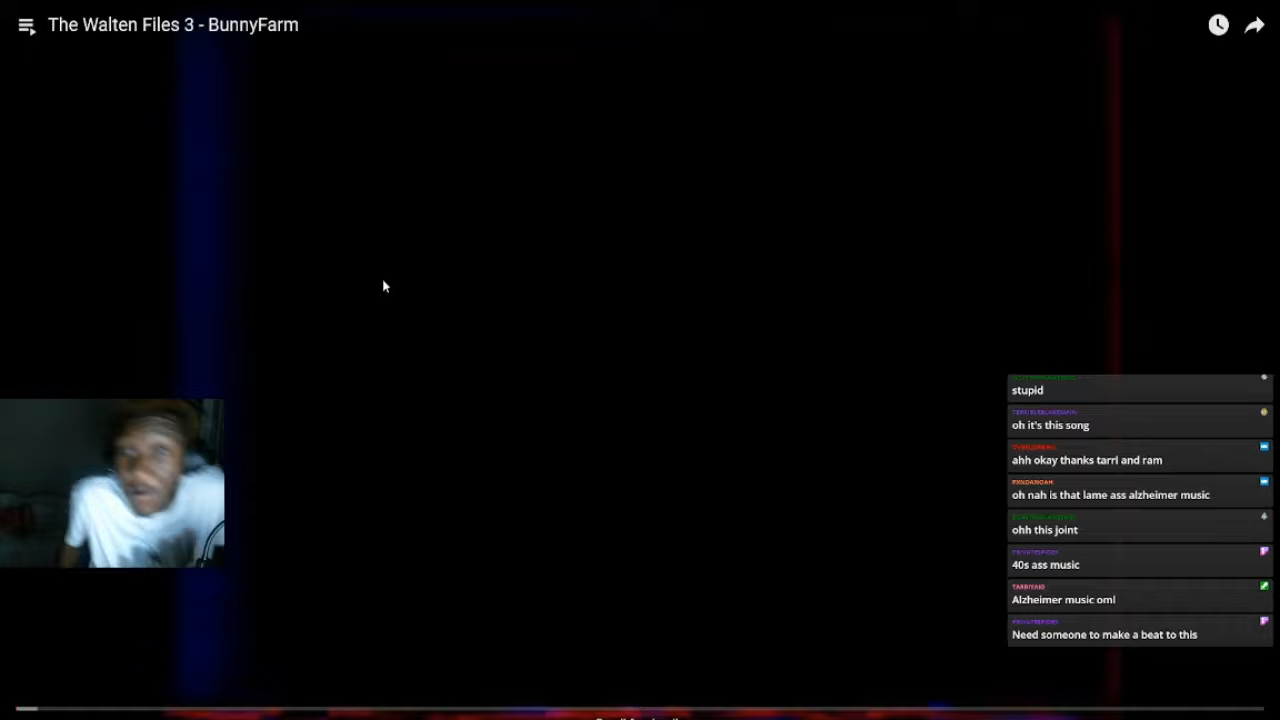 The Walten Files 3 - BunnyFarm
stupid
oh it's this song
ahh okay thanks tarri and ram
oh nah is that lame ass alzheimer music
ohh this joint
40s ass music
Alzheimer music oml
Need someone to make a beat to this